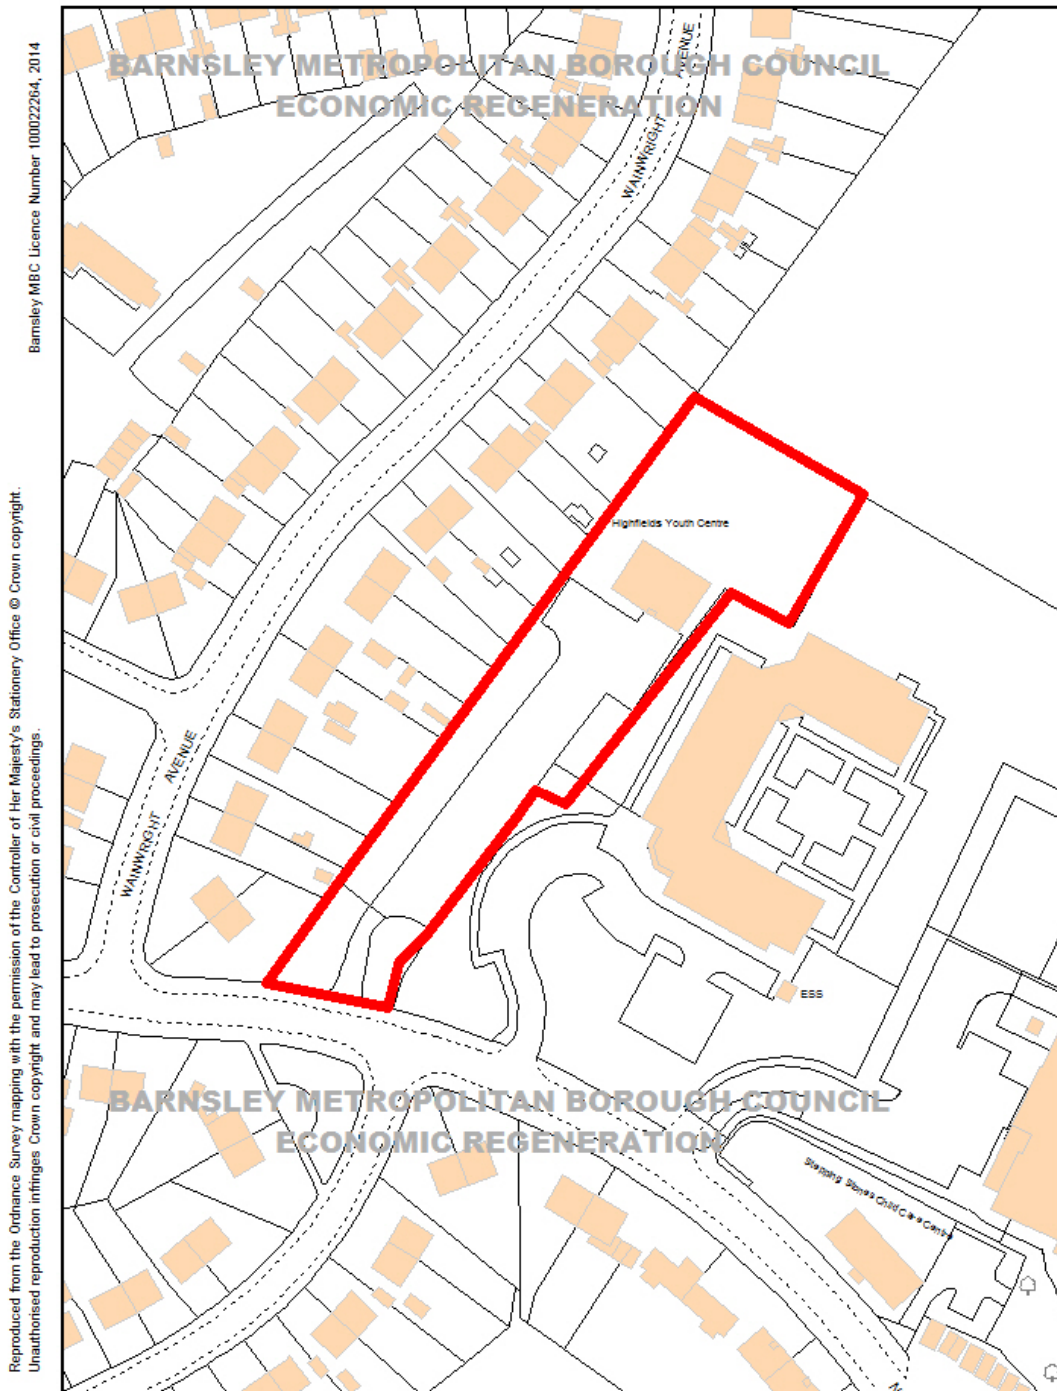 Barnsley MBC Licence Number 100022264, 2014
Reproduced from the Ordnance Survey mapping with the permission of the Controller of Her Majesty's Stationery Office © Crown copyright.
Unauthorised reproduction infringes Crown copyright and may lead to prosecution or civil proceedings.
BARNSLEY METROPOLITAN BOROUGH COUNCIL
ECONOMIC REGENERATION
WAINWRIGHT AVENUE
Highfields Youth Centre
WAINWRIGHT AVENUE
ESS
BARNSLEY METROPOLITAN BOROUGH COUNCIL
ECONOMIC REGENERATION
Stepping Stones Child Care Centre